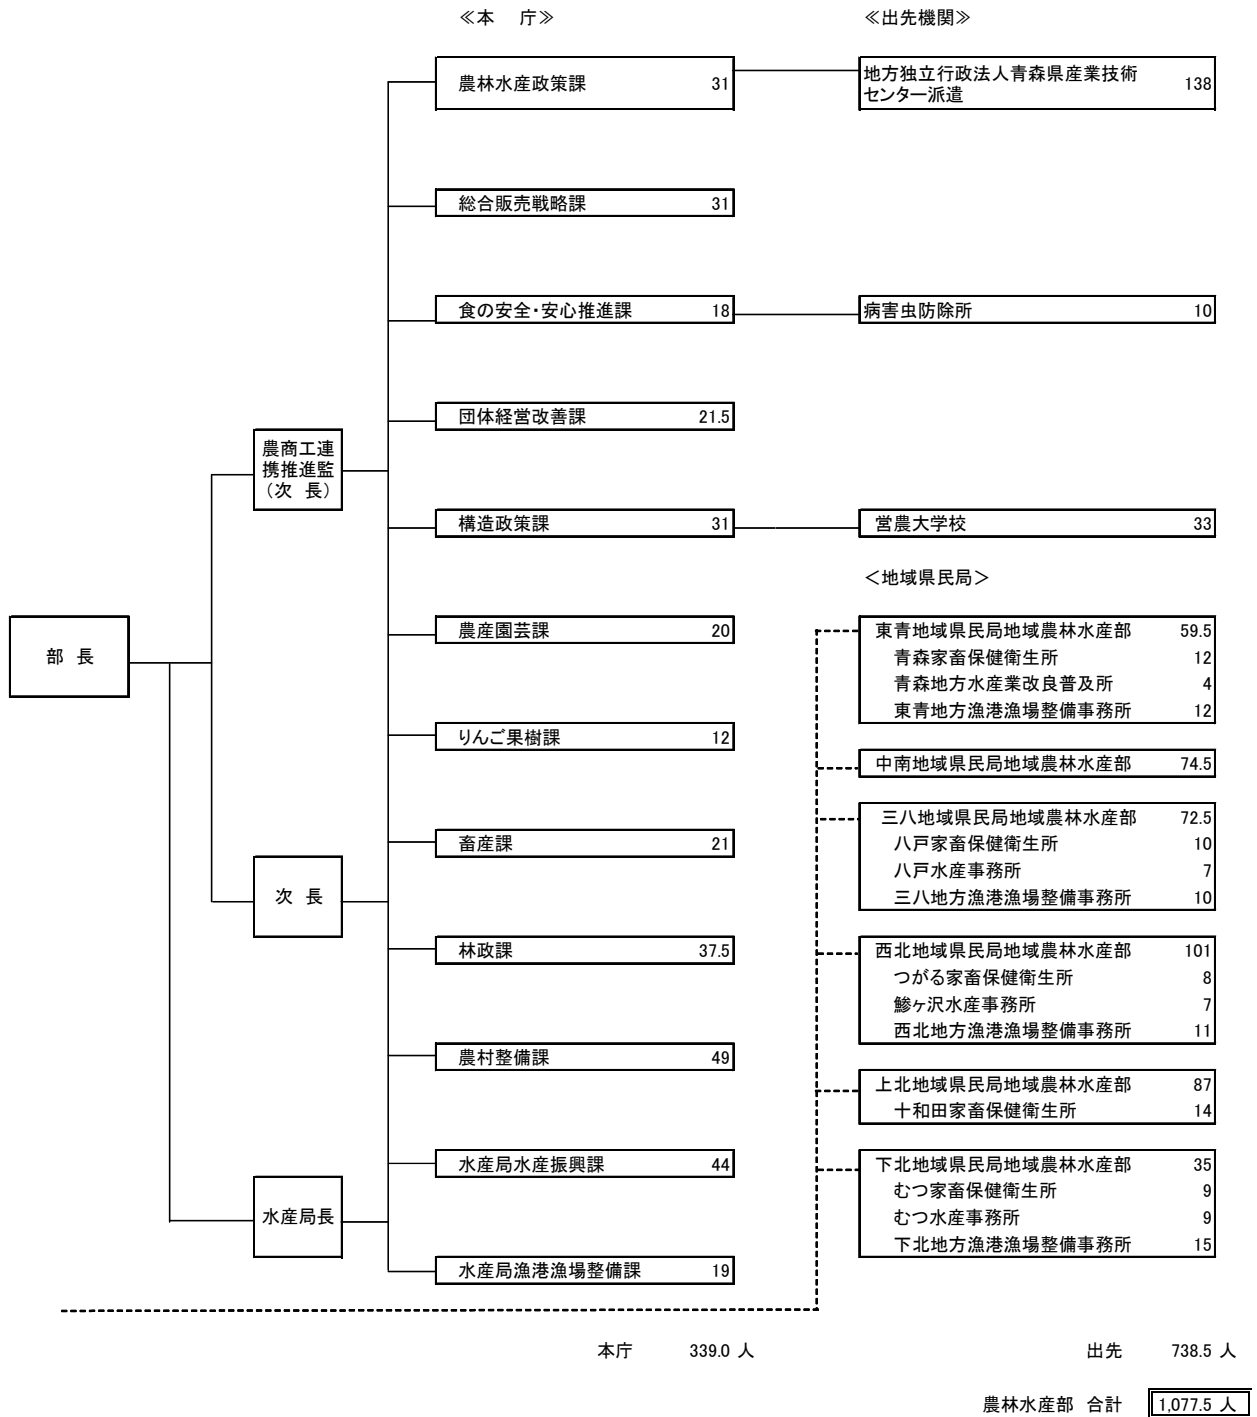 ≪本　庁≫
≪出先機関≫
農林水産政策課 31
地方独立行政法人青森県産業技術
センター派遣 138
総合販売戦略課 31
食の安全・安心推進課 18
病害虫防除所 10
団体経営改善課 21.5
農商工連
携推進監
（次 長）
構造政策課 31
営農大学校 33
＜地域県民局＞
部 長
農産園芸課 20
りんご果樹課 12
畜産課 21
次 長
林政課 37.5
農村整備課 49
水産局水産振興課 44
水産局長
水産局漁港漁場整備課 19
東青地域県民局地域農林水産部 59.5
青森家畜保健衛生所 12
青森地方水産業改良普及所 4
東青地方漁港漁場整備事務所 12
中南地域県民局地域農林水産部 74.5
三八地域県民局地域農林水産部 72.5
八戸家畜保健衛生所 10
八戸水産事務所 7
三八地方漁港漁場整備事務所 10
西北地域県民局地域農林水産部 101
つがる家畜保健衛生所 8
鰺ヶ沢水産事務所 7
西北地方漁港漁場整備事務所 11
上北地域県民局地域農林水産部 87
十和田家畜保健衛生所 14
下北地域県民局地域農林水産部 35
むつ家畜保健衛生所 9
むつ水産事務所 9
下北地方漁港漁場整備事務所 15
本庁 339.0 人
出先 738.5 人
農林水産部 合計 1,077.5 人